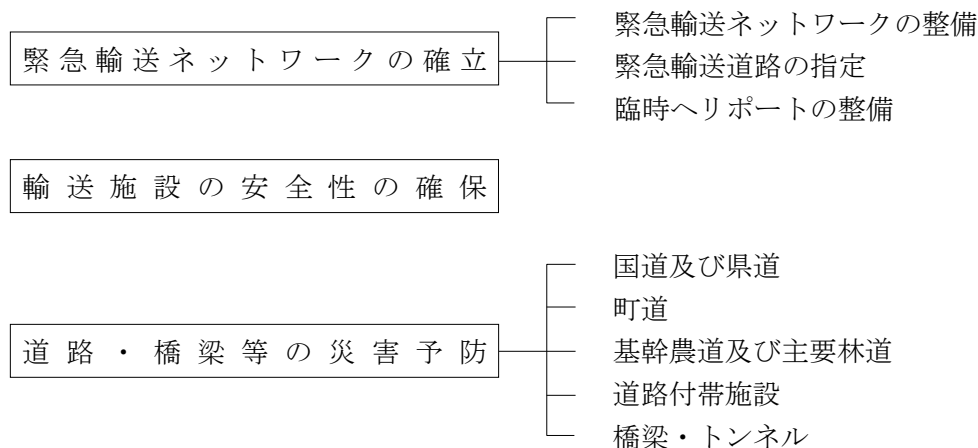 緊急輸送ネットワークの確立
緊急輸送ネットワークの整備
緊急輸送道路の指定
臨時ヘリポートの整備
輸送施設の安全性の確保
道路・橋梁等の災害予防
国道及び県道
町道
基幹農道及び主要林道
道路付帯施設
橋梁・トンネル